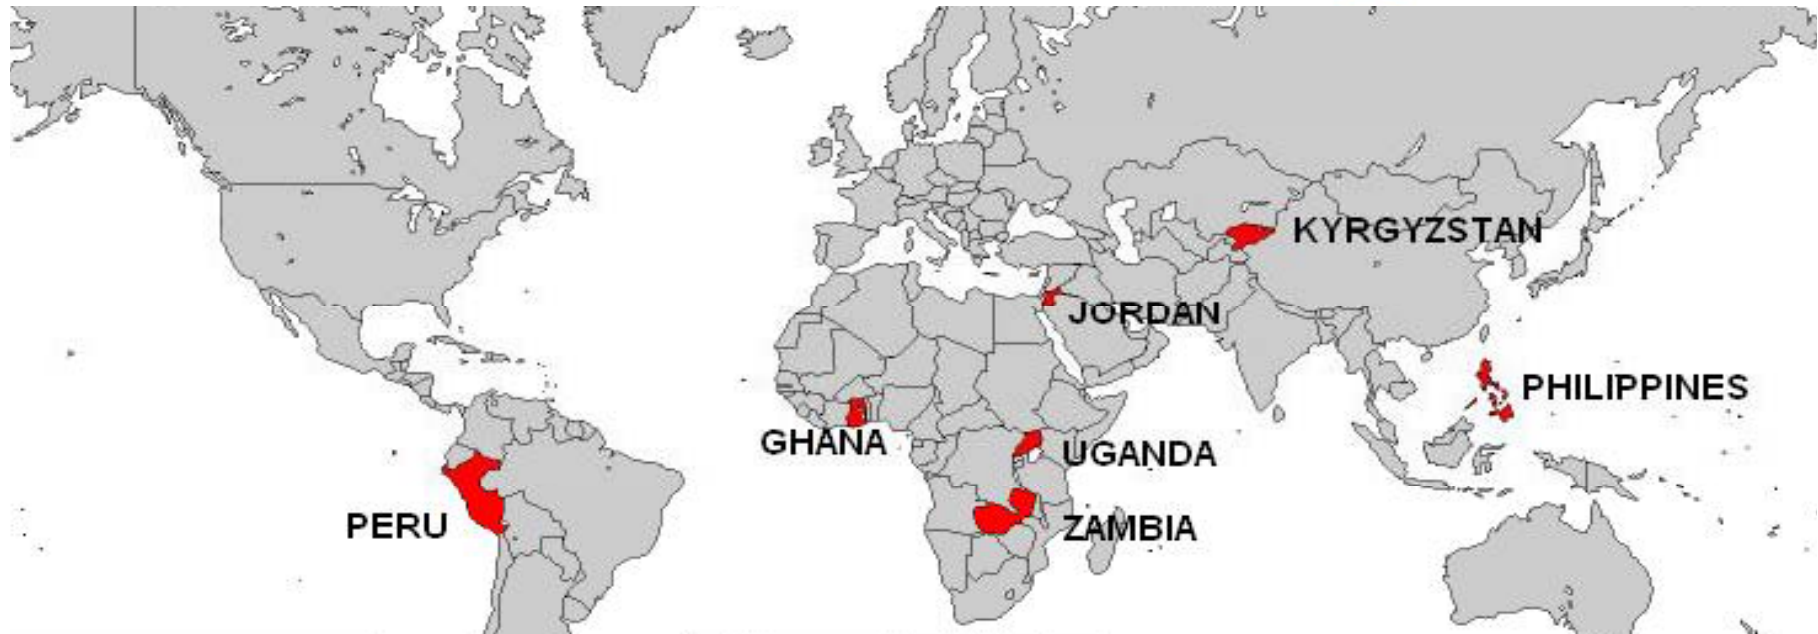 KYRGYZSTAN
JORDAN
PHILIPPINES
GHANA
UGANDA
PERU
ZAMBIA